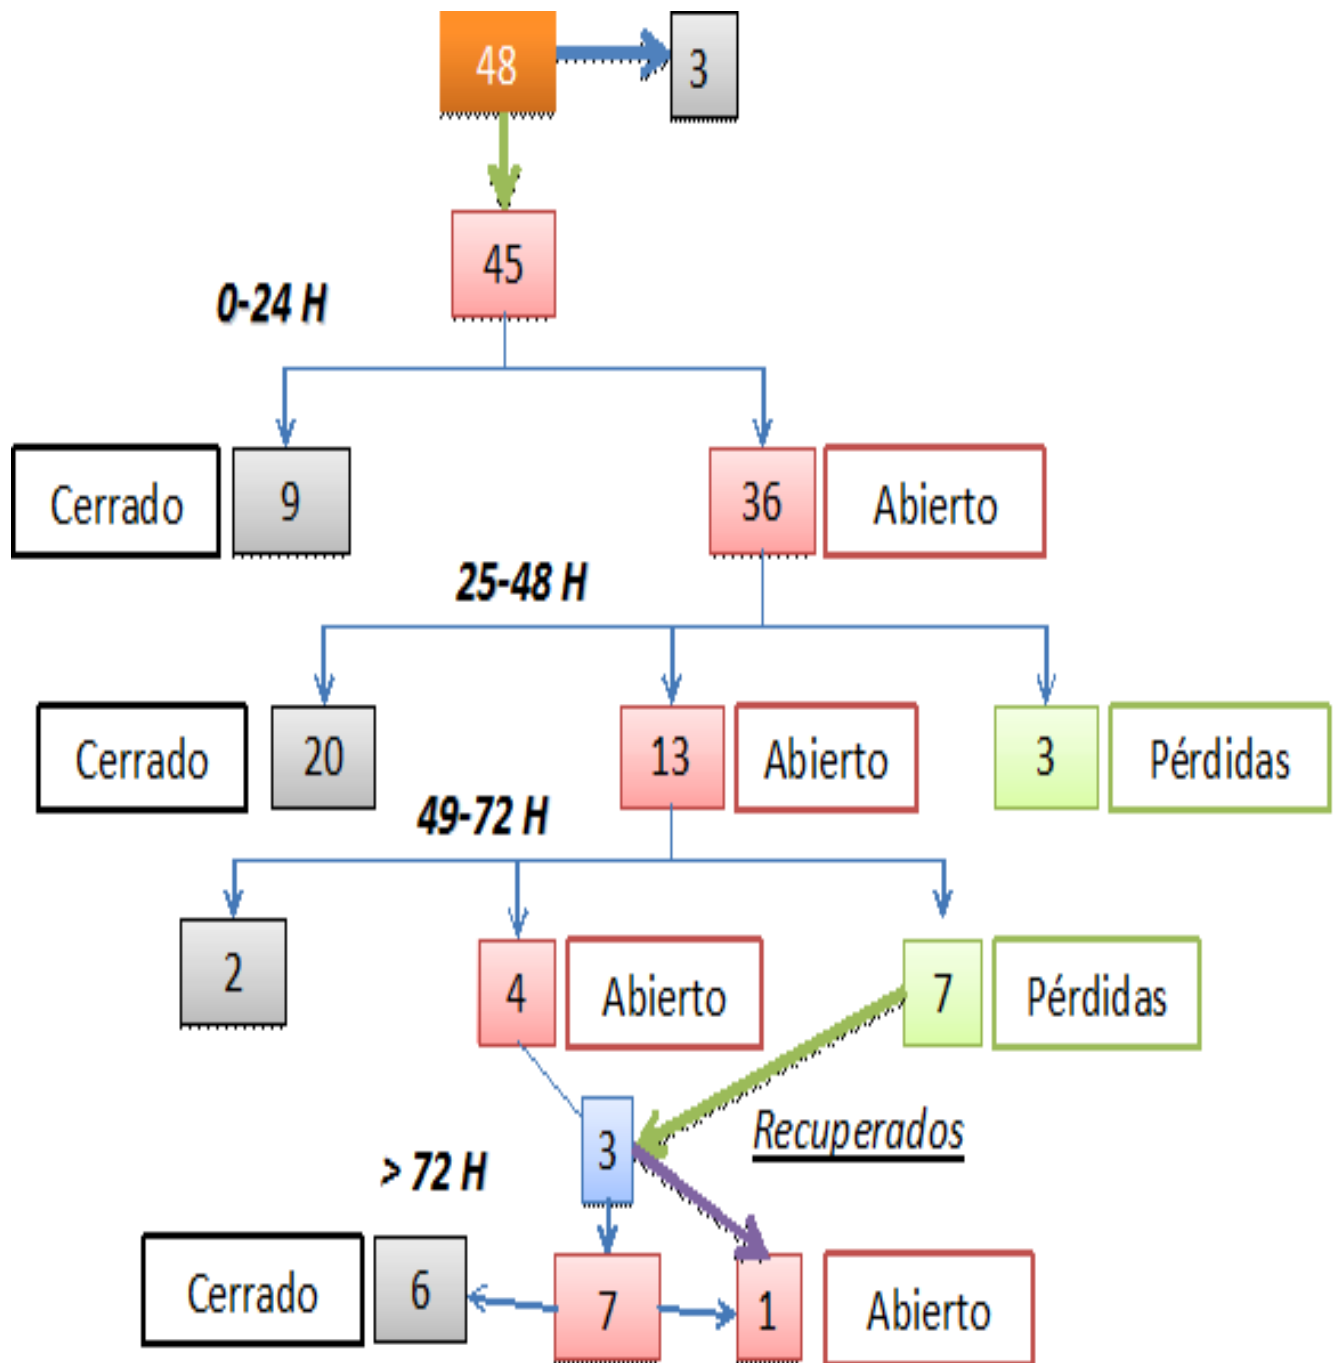 48
3
45
0-24 H
Cerrado
9
36
Abierto
25-48 H
Cerrado
20
13
Abierto
3
Pérdidas
49-72 H
2
4
Abierto
7
Pérdidas
3
Recuperados
> 72 H
Cerrado
6
7
1
Abierto